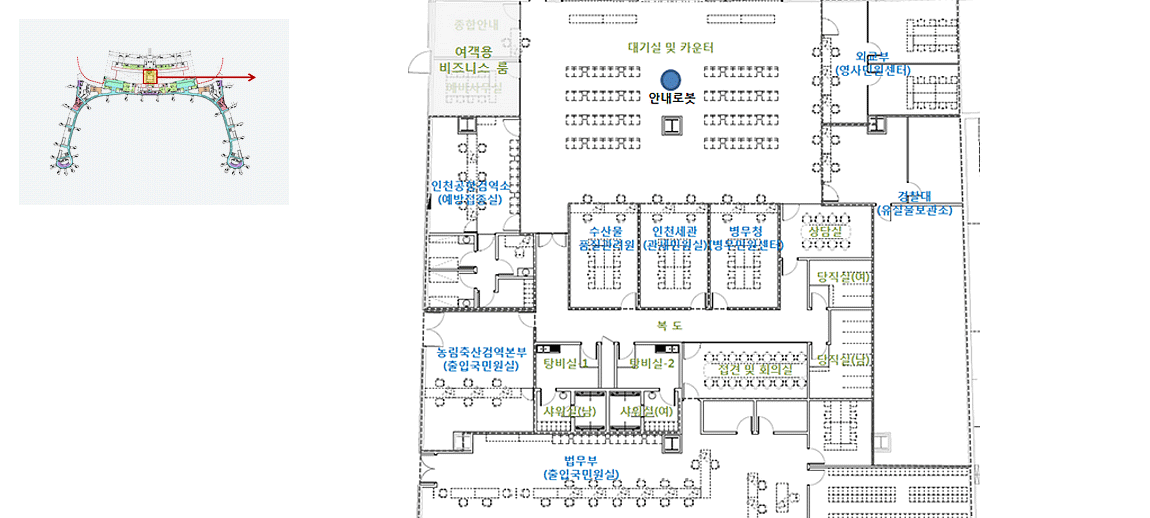 종합안내
여객용
비즈니스 룸
예비사무실
대기실 및 카운터
안내로봇
외교부
(영사민원센터)
인천공항검역소
(예방접종실)
경찰대
(유실물보관소)
수산물
품질관리원
인천세관
(관세민원실)
병무청
(병무민원센터)
상담실
당직실(여)
복 도
농림축산검역본부
(출입국민원실)
탕비실-1
탕비실-2
접견 및 회의실
당직실(남)
샤워실(남)
샤워실(여)
법무부
(출입국민원실)